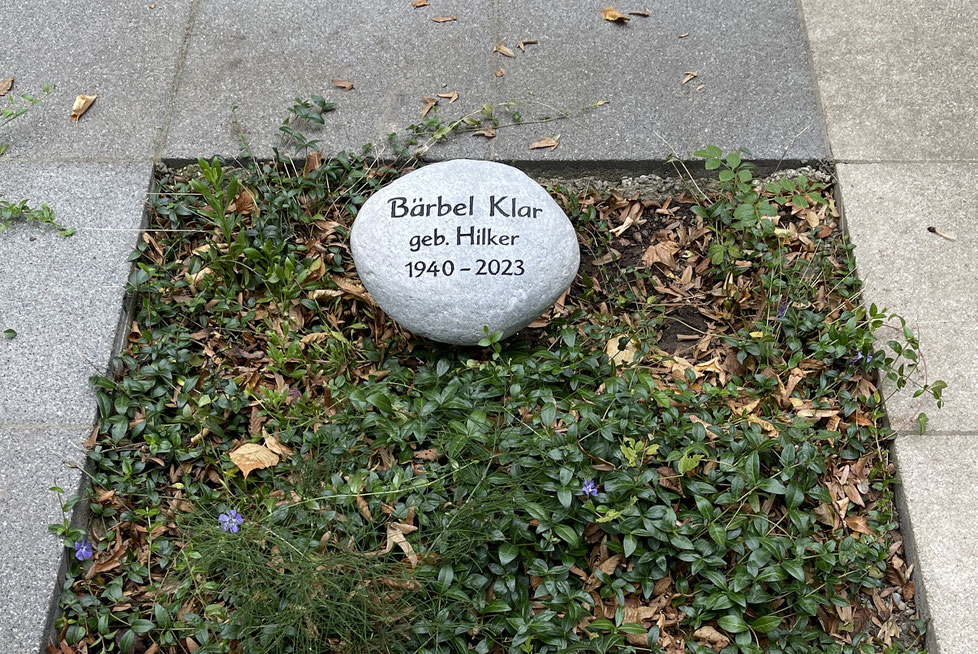 Bärbel Klar
geb. Hilker
1940 – 2023